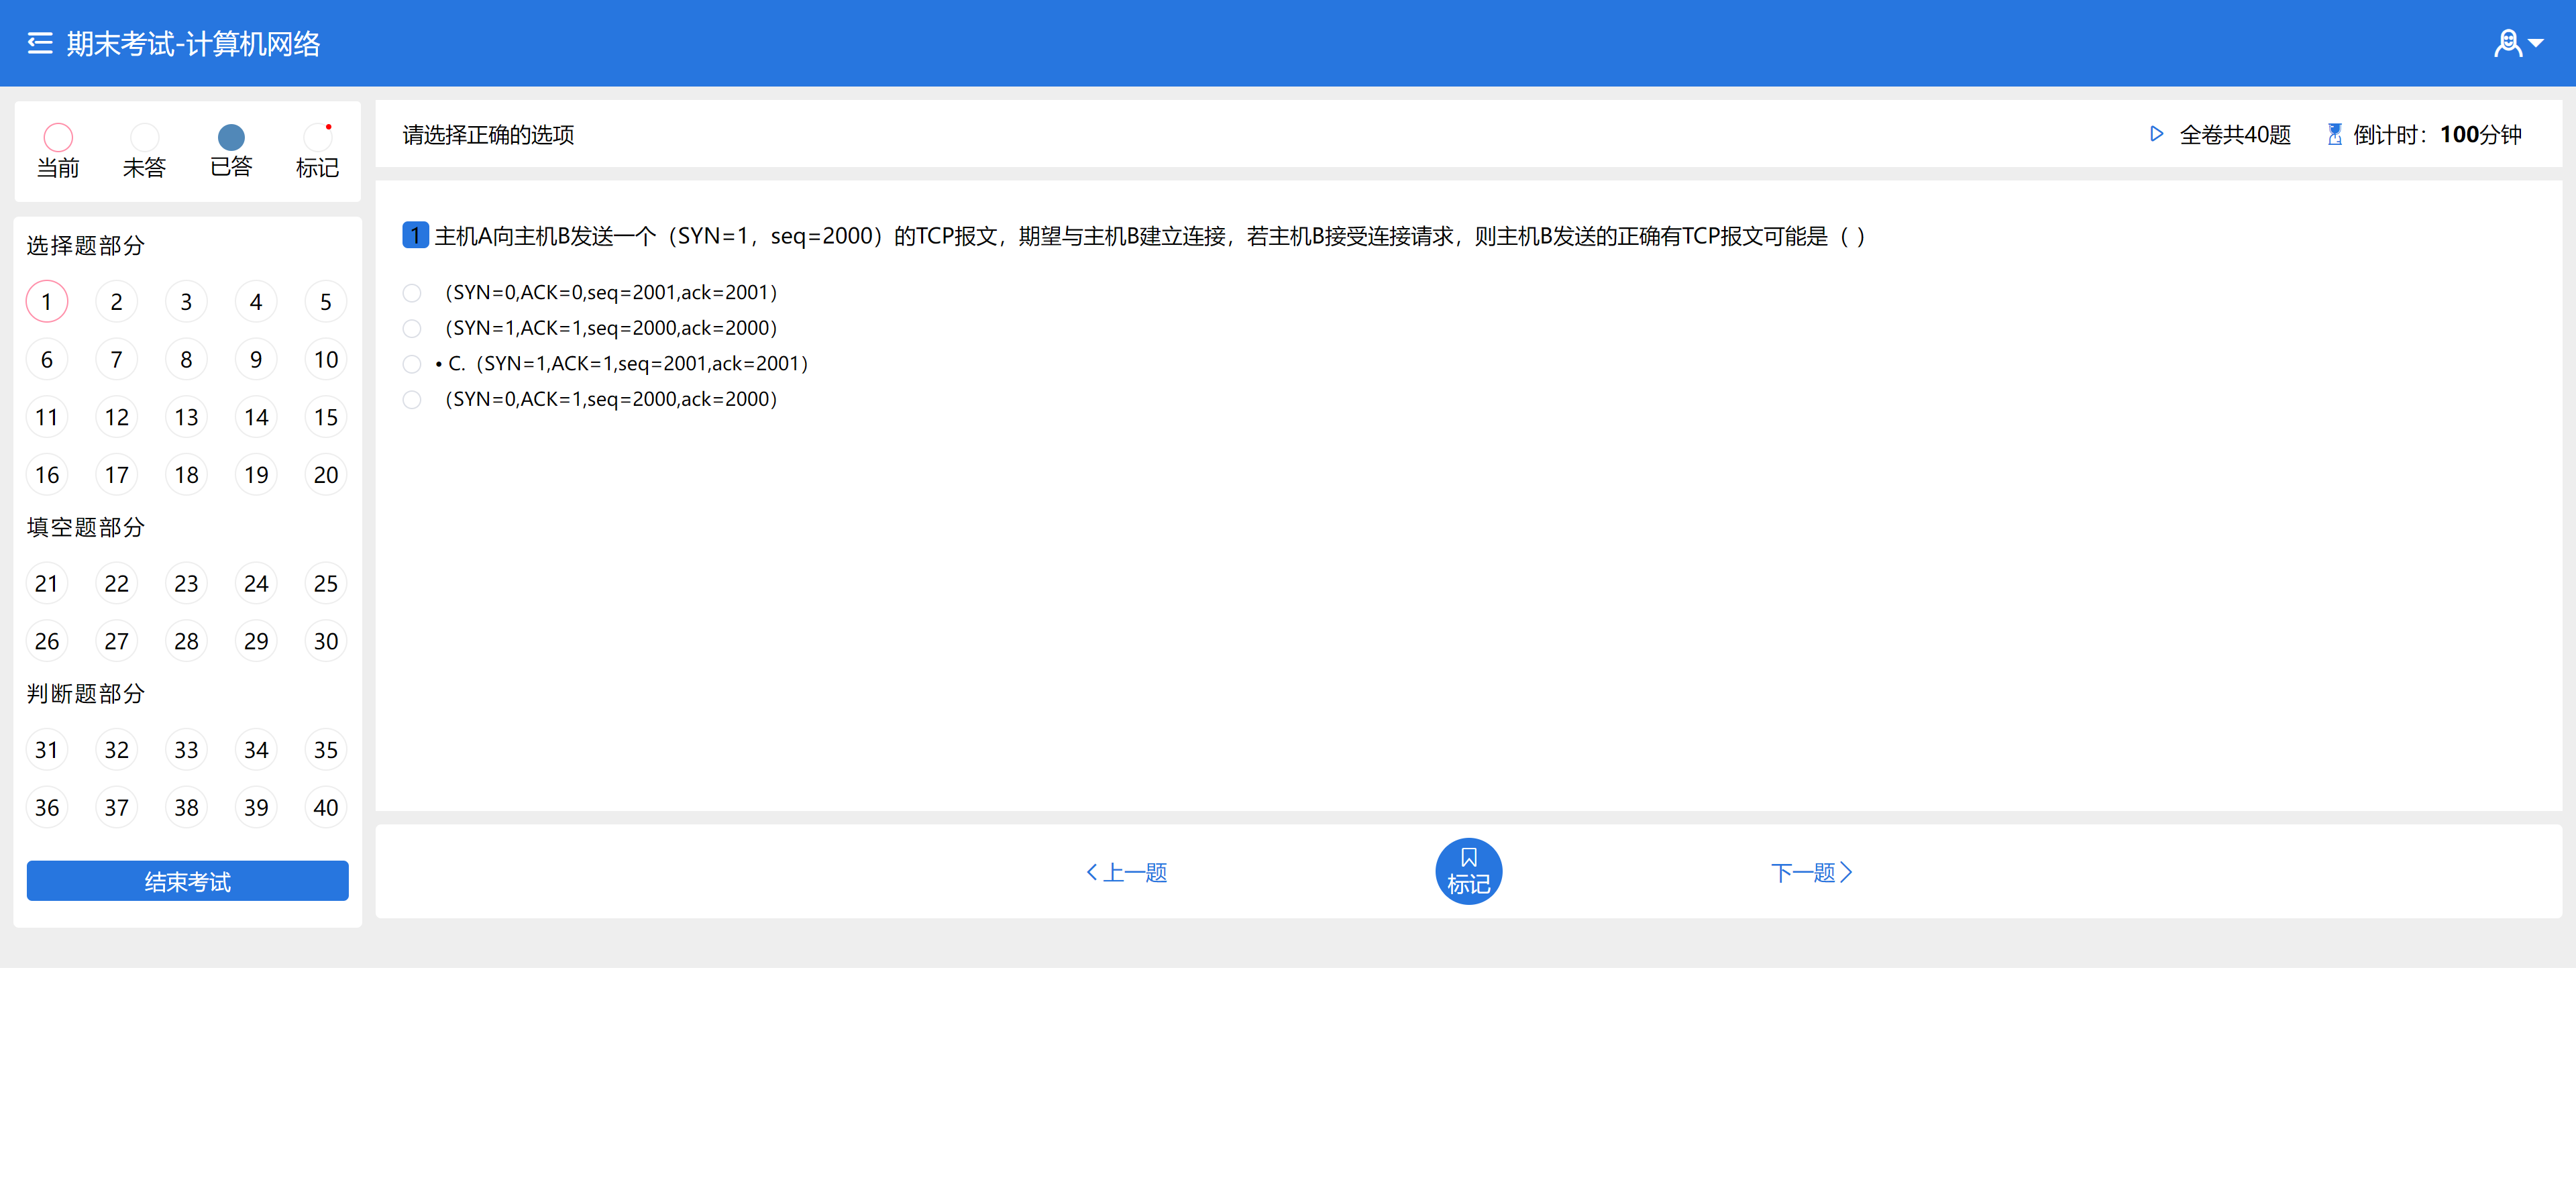 期末考试-计算机网络
当前 未答 已答 标记
选择题部分
1 2 3 4 5
6 7 8 9 10
11 12 13 14 15
16 17 18 19 20
填空题部分
21 22 23 24 25
26 27 28 29 30
判断题部分
31 32 33 34 35
36 37 38 39 40
结束考试
请选择正确的选项 全卷共40题 倒计时：100分钟
1 主机A向主机B发送一个（SYN=1，seq=2000）的TCP报文，期望与主机B建立连接，若主机B接受连接请求，则主机B发送的正确有TCP报文可能是（ ）
（SYN=0,ACK=0,seq=2001,ack=2001）
（SYN=1,ACK=1,seq=2000,ack=2000）
• C.（SYN=1,ACK=1,seq=2001,ack=2001）
（SYN=0,ACK=1,seq=2000,ack=2000）
上一题 标记 下一题